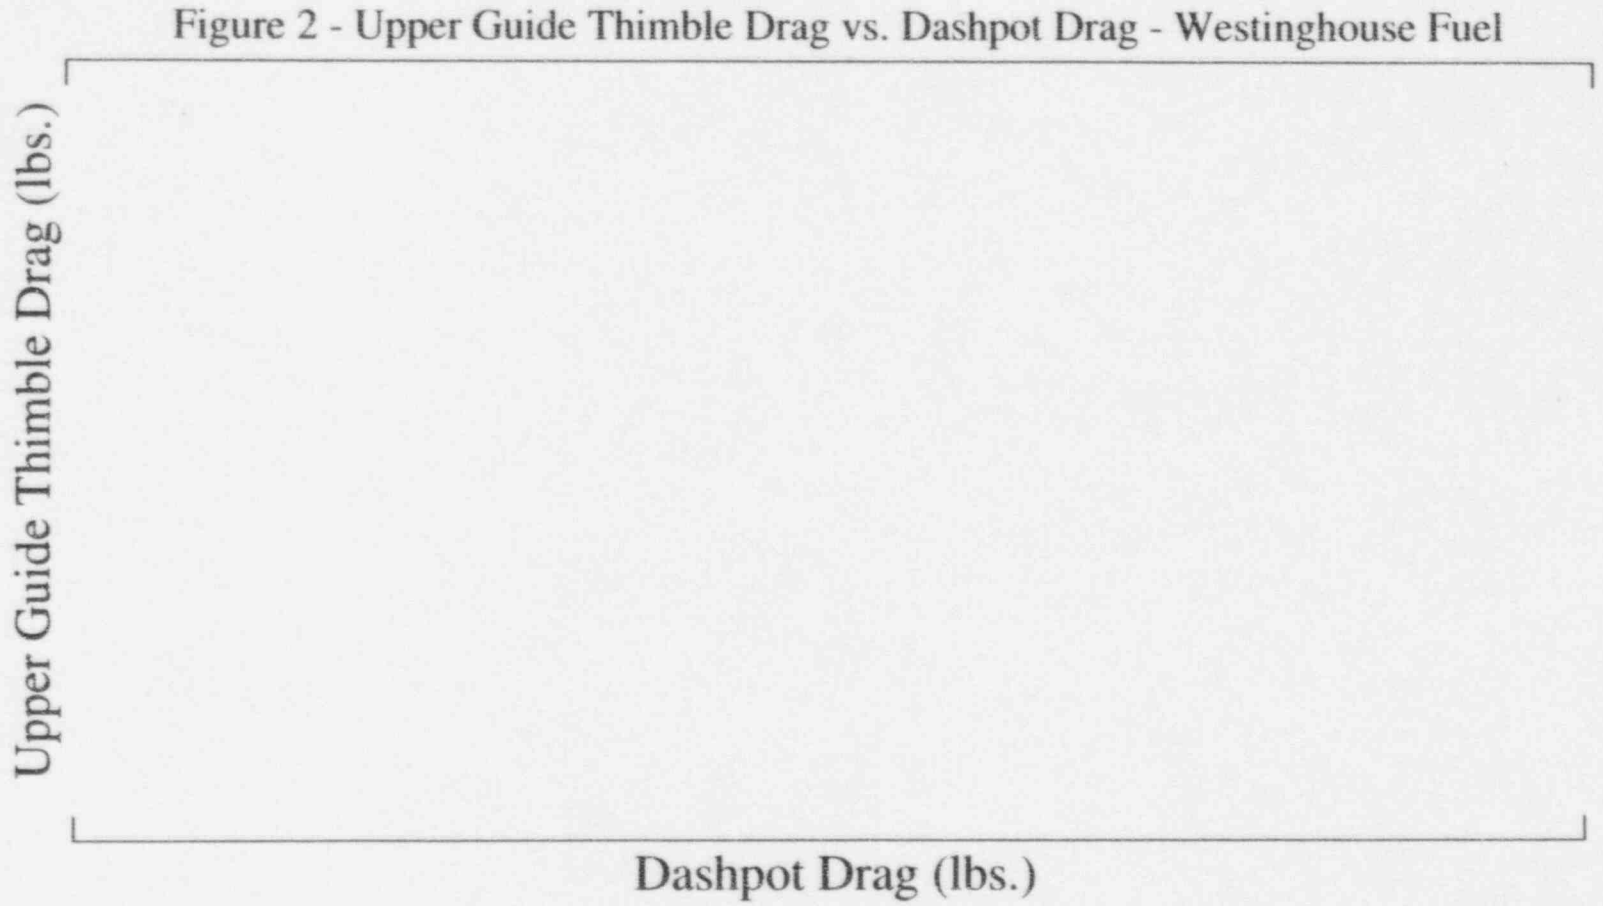 Figure 2 - Upper Guide Thimble Drag vs. Dashpot Drag - Westinghouse Fuel
Upper Guide Thimble Drag (lbs.)
Dashpot Drag (lbs.)